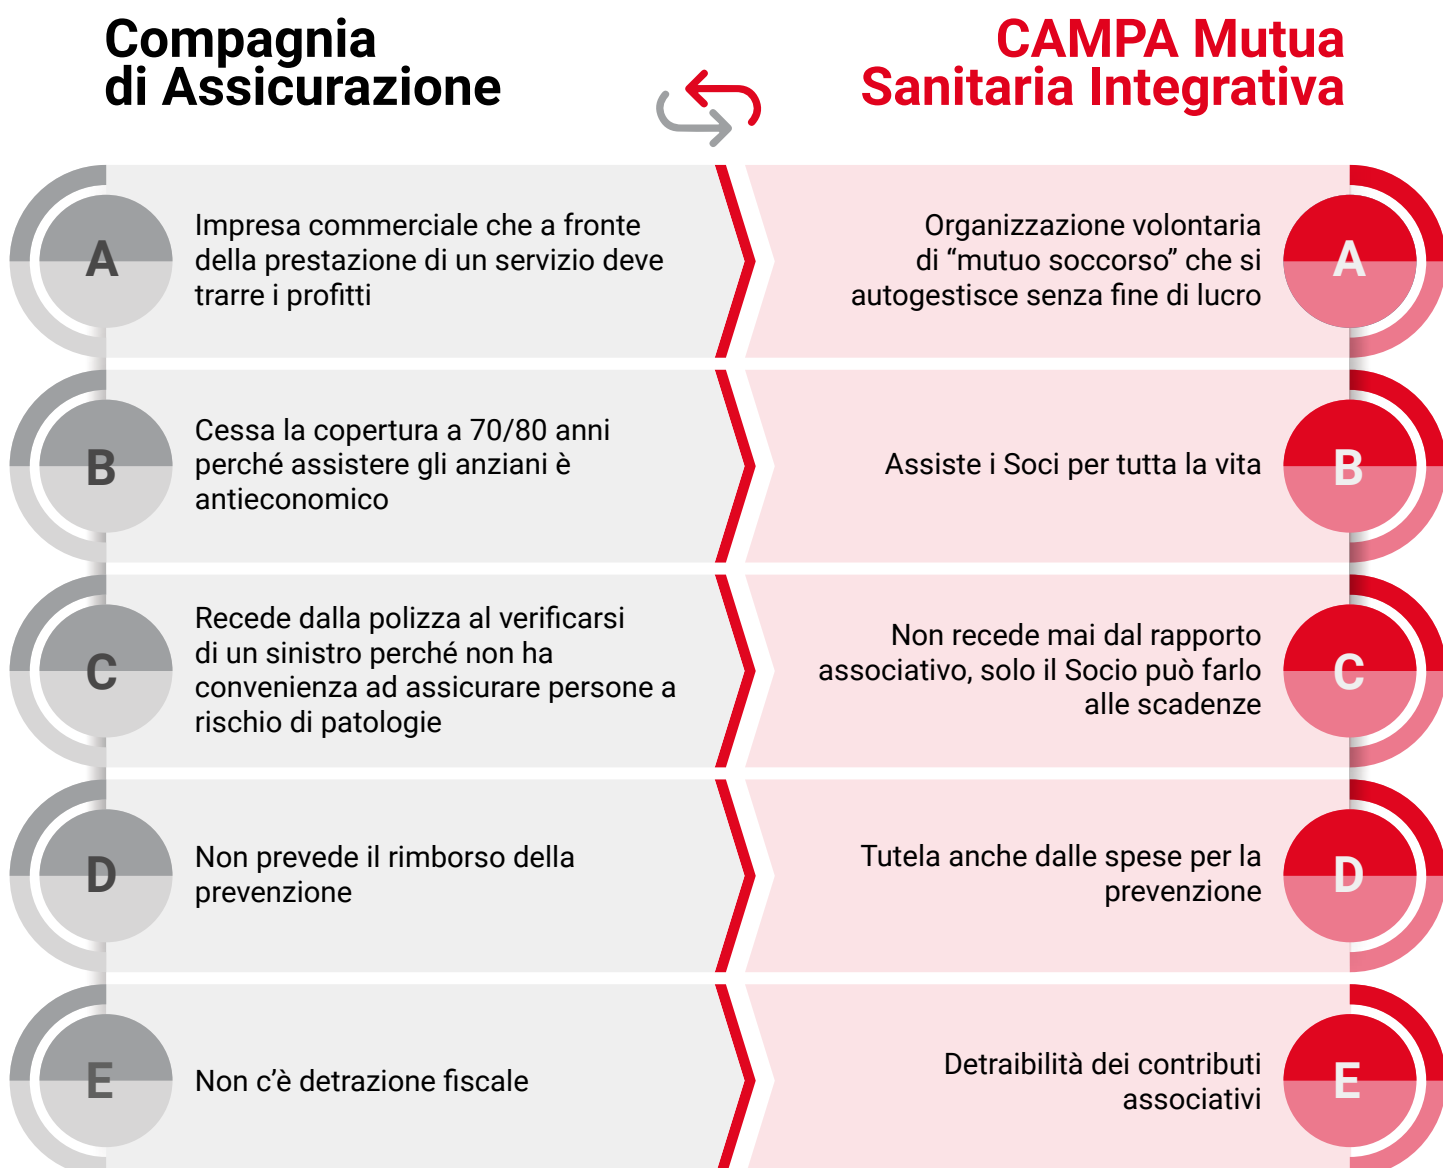 Compagnia
di Assicurazione
CAMPA Mutua
Sanitaria Integrativa
A
Impresa commerciale che a fronte
della prestazione di un servizio deve
trarre i profitti
Organizzazione volontaria
di “mutuo soccorso” che si
autogestisce senza fine di lucro
A
B
Cessa la copertura a 70/80 anni
perché assistere gli anziani è
antieconomico
Assiste i Soci per tutta la vita
B
C
Recede dalla polizza al verificarsi
di un sinistro perché non ha
convenienza ad assicurare persone a
rischio di patologie
Non recede mai dal rapporto
associativo, solo il Socio può farlo
alle scadenze
C
D
Non prevede il rimborso della
prevenzione
Tutela anche dalle spese per la
prevenzione
D
E
Non c’è detrazione fiscale
Detraibilità dei contributi
associativi
E